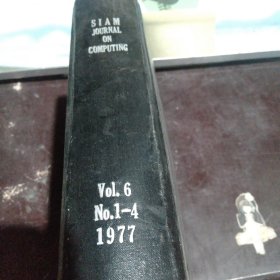 SIAM
JOURNAL
ON
COMPUTING
Vol. 6
No.1-4
1977